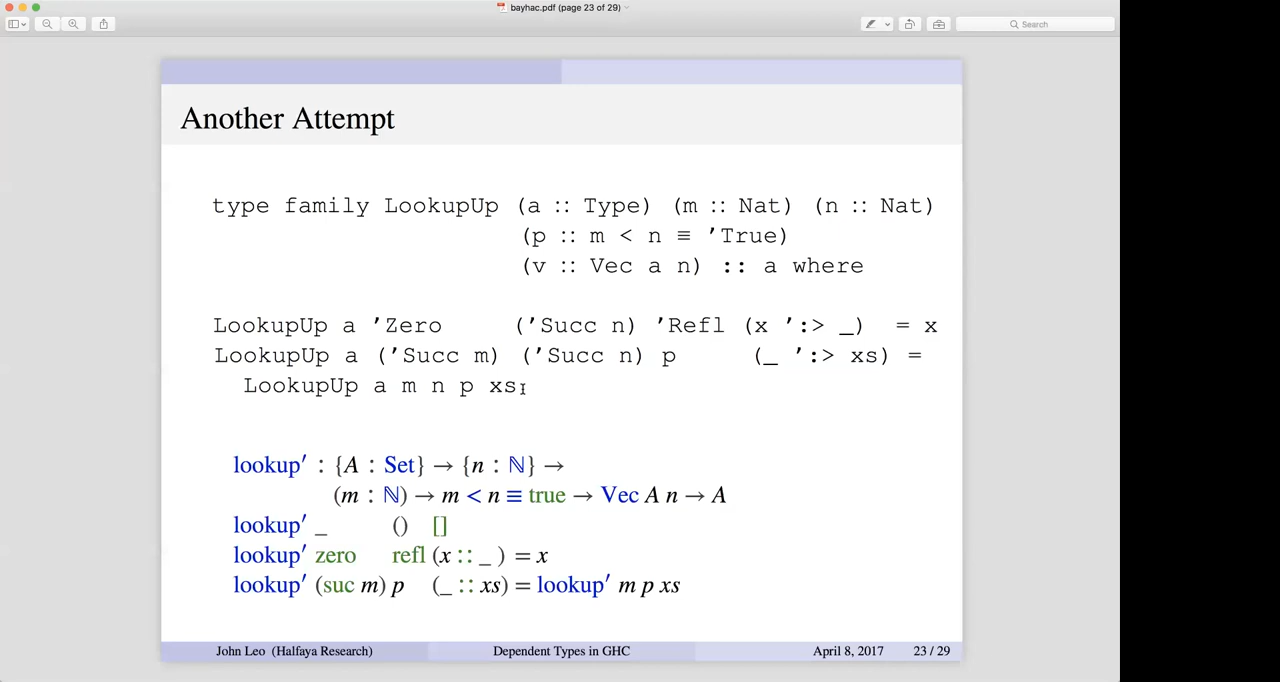 bayhac.pdf (page 23 of 29)
Search
Another Attempt
type family LookupUp (a :: Type) (m :: Nat) (n :: Nat)
(p :: m < n ≡ 'True)
(v :: Vec a n) :: a where
LookupUp a 'Zero ('Succ n) 'Refl (x ':> _) = x
LookupUp a ('Succ m) ('Succ n) p (_ ':> xs) =
LookupUp a m n p xs
lookup′ : {A : Set} → {n : ℕ} →
(m : ℕ) → m < n ≡ true → Vec A n → A
lookup′ _ () []
lookup′ zero refl (x :: _ ) = x
lookup′ (suc m) p (_ :: xs) = lookup′ m p xs
John Leo (Halfaya Research) Dependent Types in GHC April 8, 2017 23 / 29